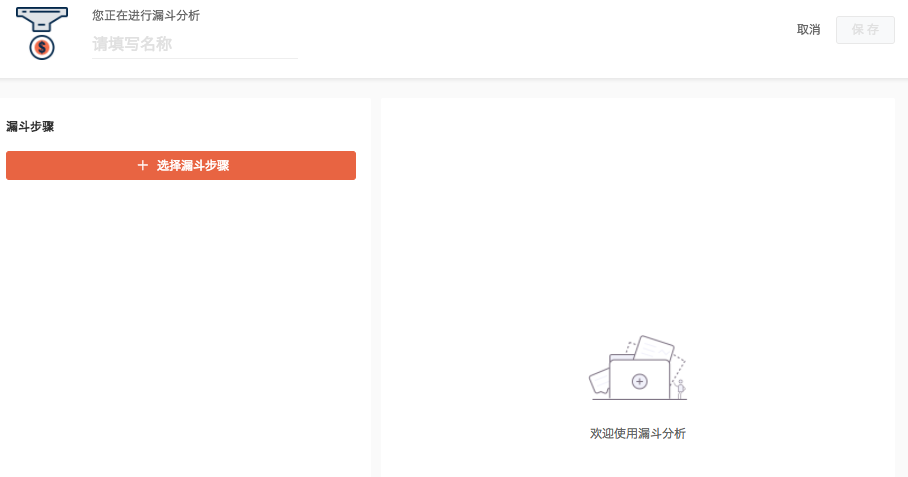 您正在进行漏斗分析
请填写名称
取消
保存
漏斗步骤
+ 选择漏斗步骤
欢迎使用漏斗分析